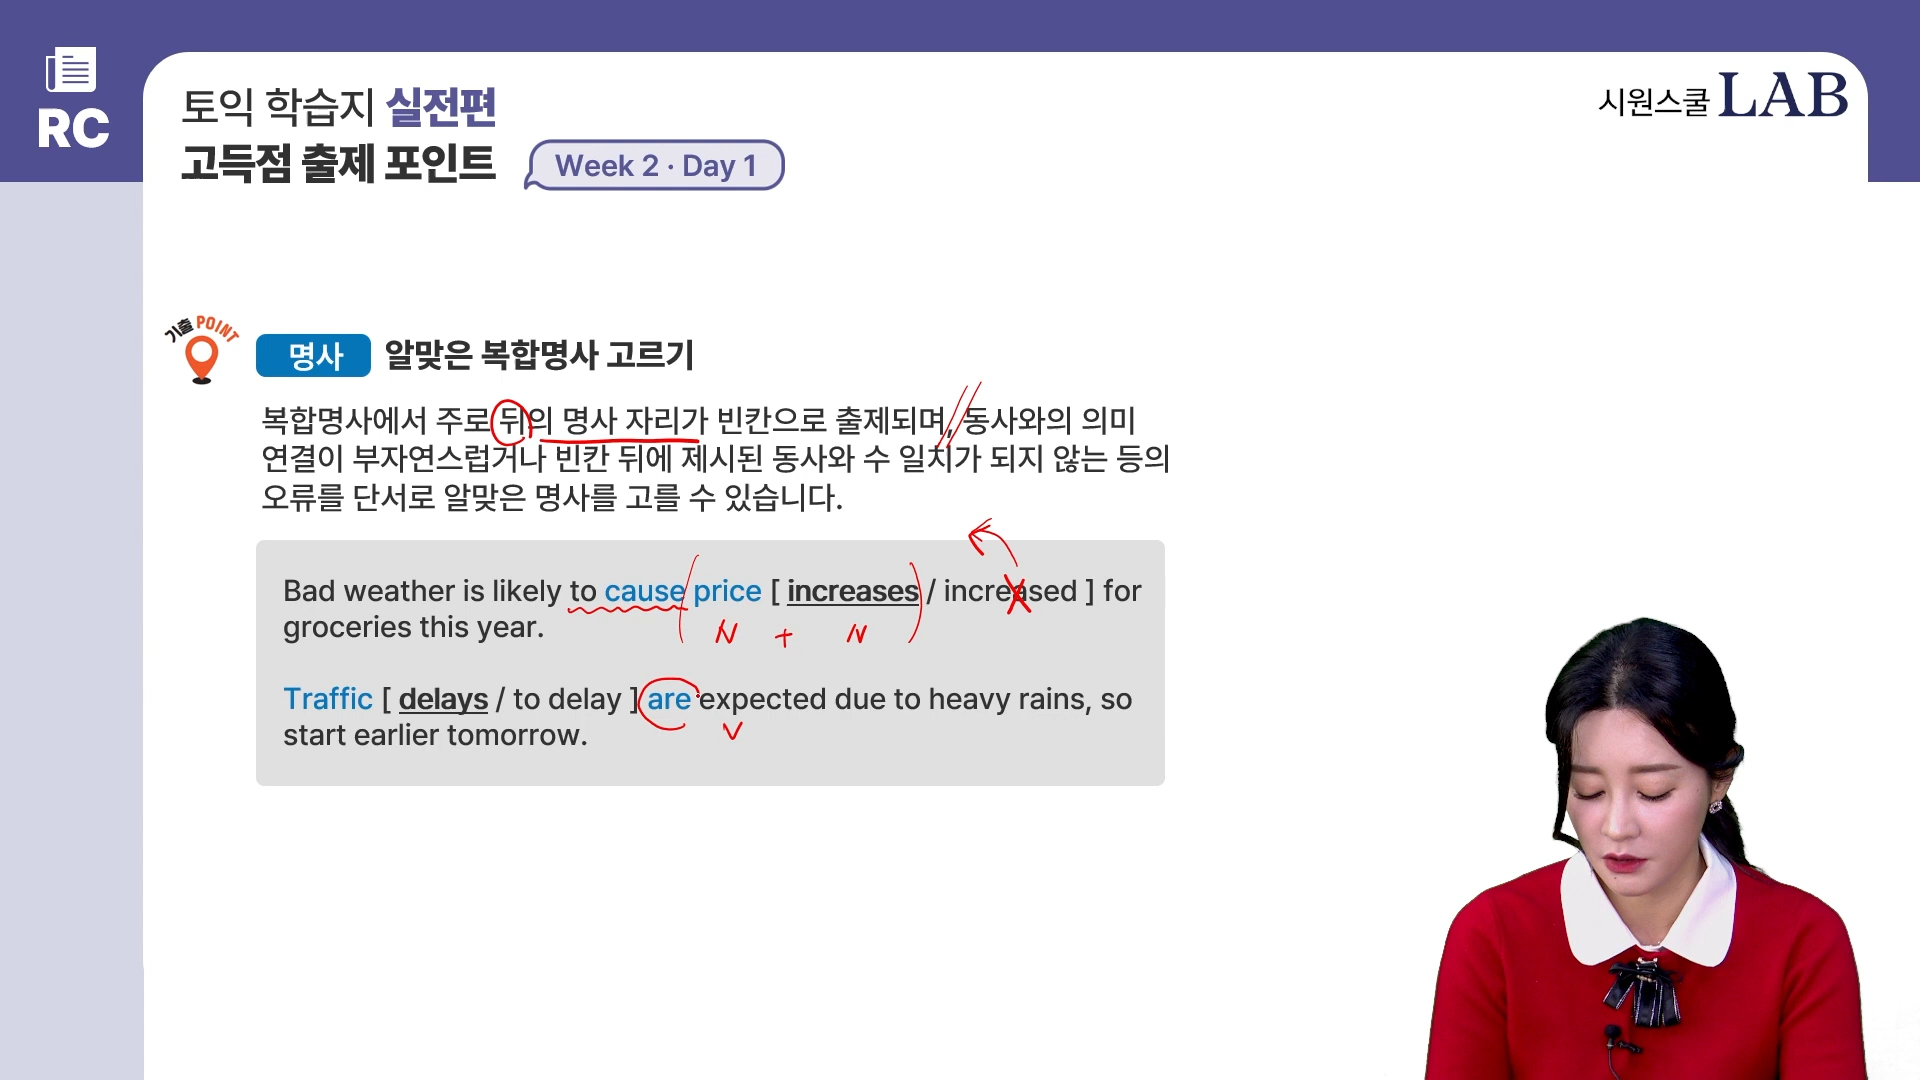 RC
토익 학습지 실전편
고득점 출제 포인트
Week 2 · Day 1
시원스쿨 LAB
기출 POINT
명사 알맞은 복합명사 고르기
복합명사에서 주로 뒤의 명사 자리가 빈칸으로 출제되며, 동사와의 의미
연결이 부자연스럽거나 빈칸 뒤에 제시된 동사와 수 일치가 되지 않는 등의
오류를 단서로 알맞은 명사를 고를 수 있습니다.
Bad weather is likely to cause price [ increases / increased ] for
groceries this year.
N + N
Traffic [ delays / to delay ] are expected due to heavy rains, so
start earlier tomorrow.
V